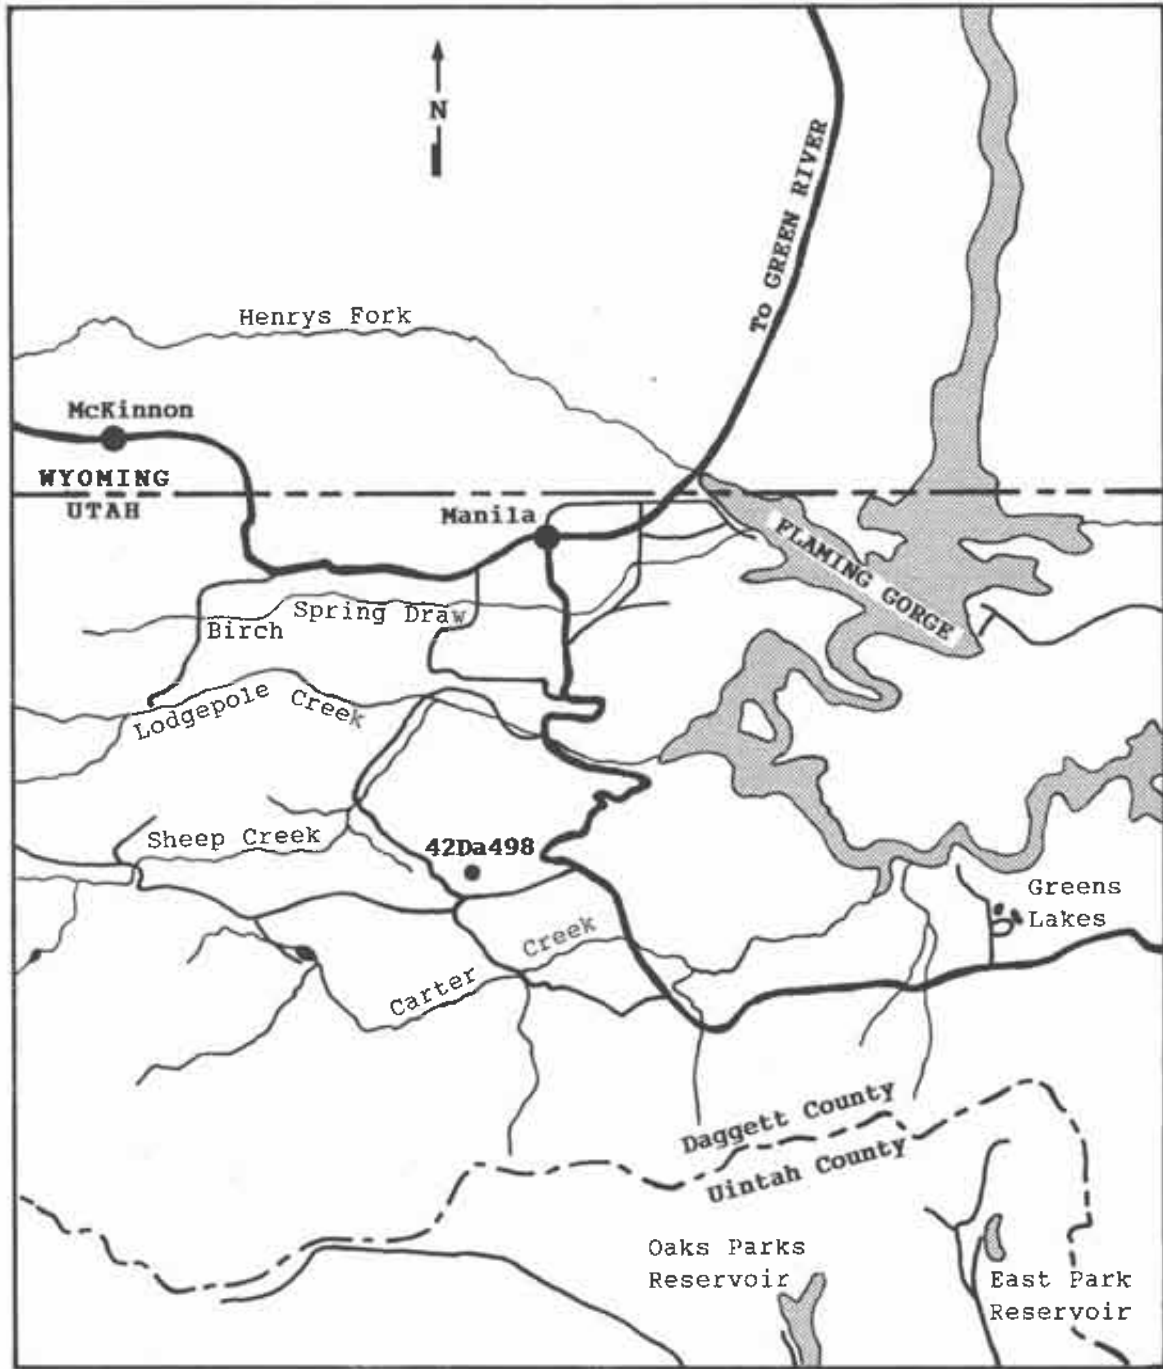 N
TO GREEN RIVER
Henrys Fork
McKinnon
WYOMING
UTAH
Manila
FLAMING GORGE
Spring Draw
Birch
Lodgepole Creek
Sheep Creek
42Da498
Greens
Lakes
Carter Creek
Daggett County
Uintah County
Oaks Parks
Reservoir
East Park
Reservoir